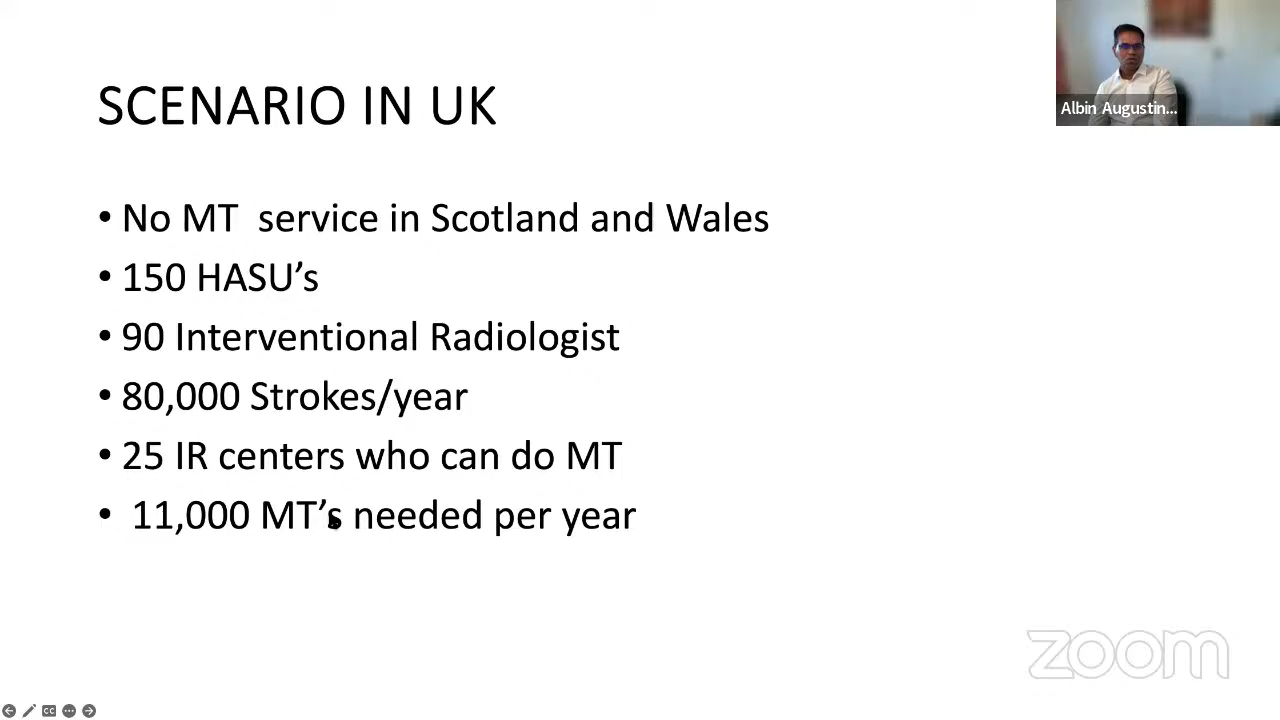 SCENARIO IN UK
Albin Augustin...
• No MT  service in Scotland and Wales
• 150 HASU’s
• 90 Interventional Radiologist
• 80,000 Strokes/year
• 25 IR centers who can do MT
•  11,000 MT’s needed per year
zoom
CC